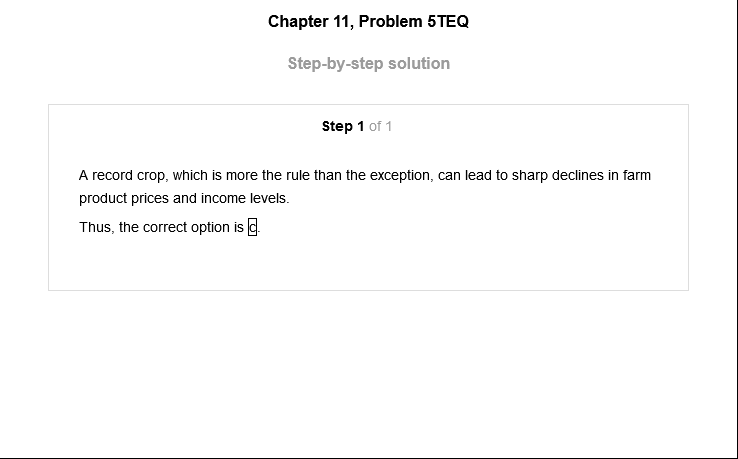 Chapter 11, Problem 5TEQ
Step-by-step solution
Step 1 of 1
A record crop, which is more the rule than the exception, can lead to sharp declines in farm
product prices and income levels.
Thus, the correct option is c.